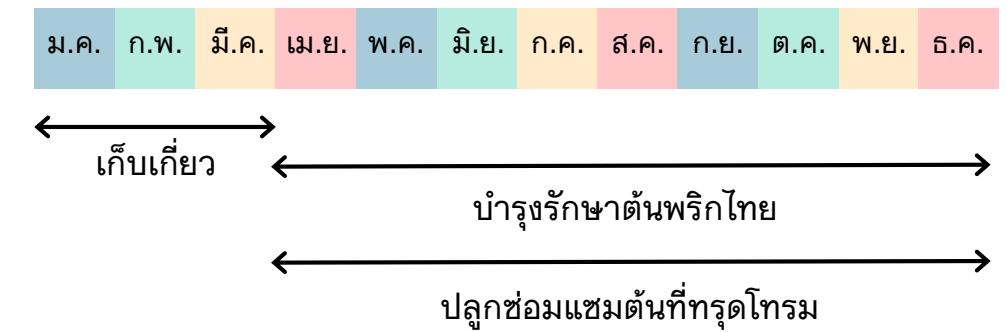 ม.ค. ก.พ. มี.ค. เม.ย. พ.ค. มิ.ย. ก.ค. ส.ค. ก.ย. ต.ค. พ.ย. ธ.ค.
เก็บเกี่ยว
บำรุงรักษาต้นพริกไทย
ปลูกซ่อมแซมต้นที่ทรุดโทรม